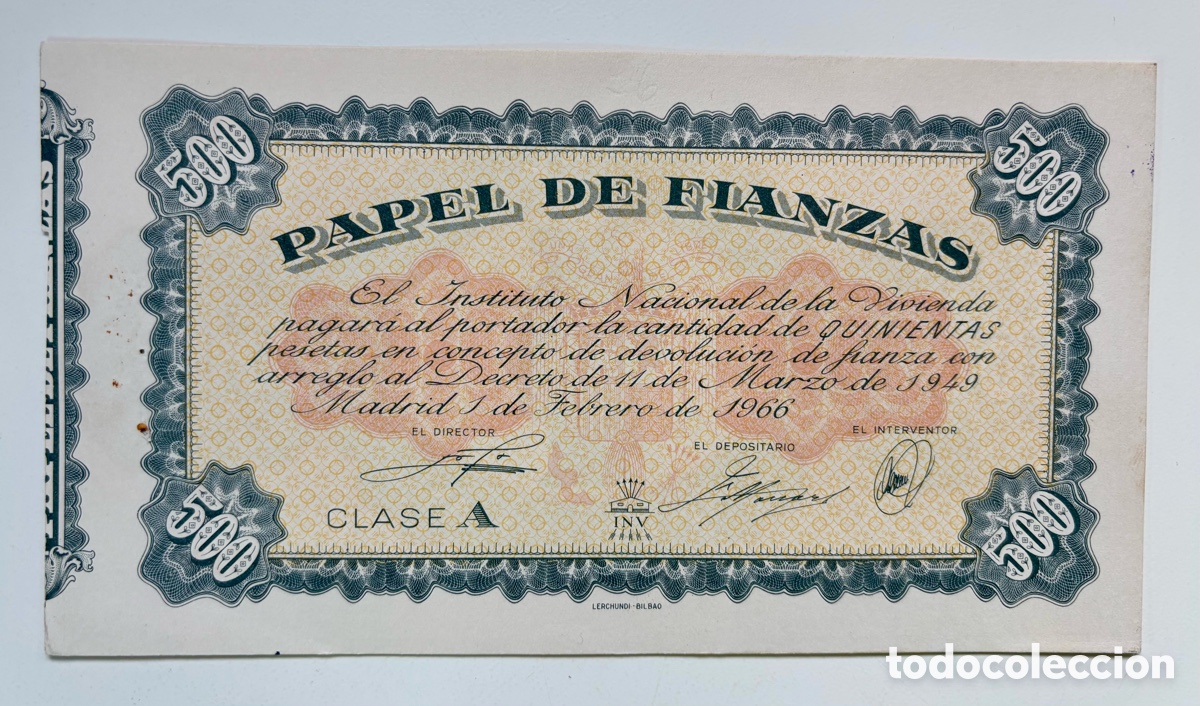 500
500
PAPEL DE FIANZAS
El Instituto Nacional de la Vivienda
pagará al portador la cantidad de QUINIENTAS
pesetas en concepto de devolución de fianza con
arreglo al Decreto de 11 de Marzo de 1949
Madrid 1 de Febrero de 1966
EL DIRECTOR
EL DEPOSITARIO
EL INTERVENTOR
CLASE A
INV
500
500
LERCHUNDI-BILBAO
todocoleccion